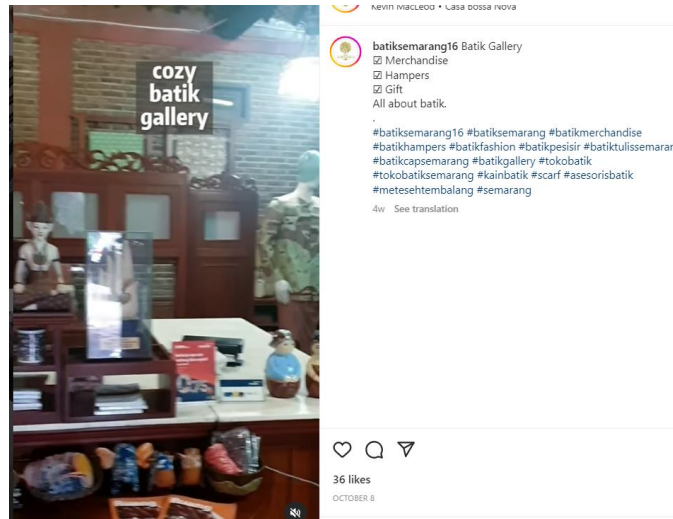 cozy
batik
gallery
Kevin MacLeod • Casa Bossa Nova
batiksemarang16 Batik Gallery
☑ Merchandise
☑ Hampers
☑ Gift
All about batik.
.
#batiksemarang16 #batiksemarang #batikmerchandise
#batikhampers #batikfashion #batikpesisir #batiktulissemarar
#batikcapsemarang #batikgallery #tokobatik
#tokobatiksemarang #kainbatik #scarf #asesorisbatik
#metesehtembalang #semarang
4w See translation
36 likes
OCTOBER 8